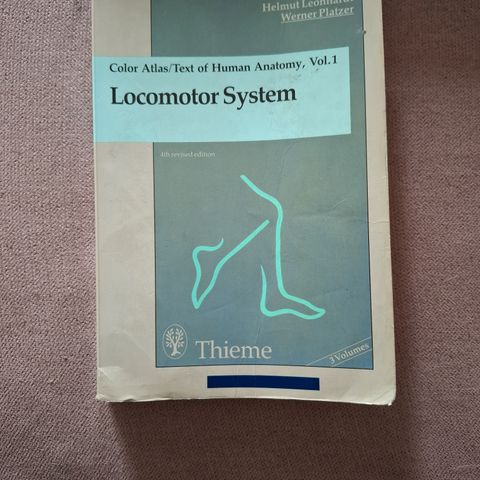 Helmut Leonhardt
Werner Platzer
Color Atlas/Text of Human Anatomy, Vol. 1
Locomotor System
4th revised edition
Thieme
3 Volumes